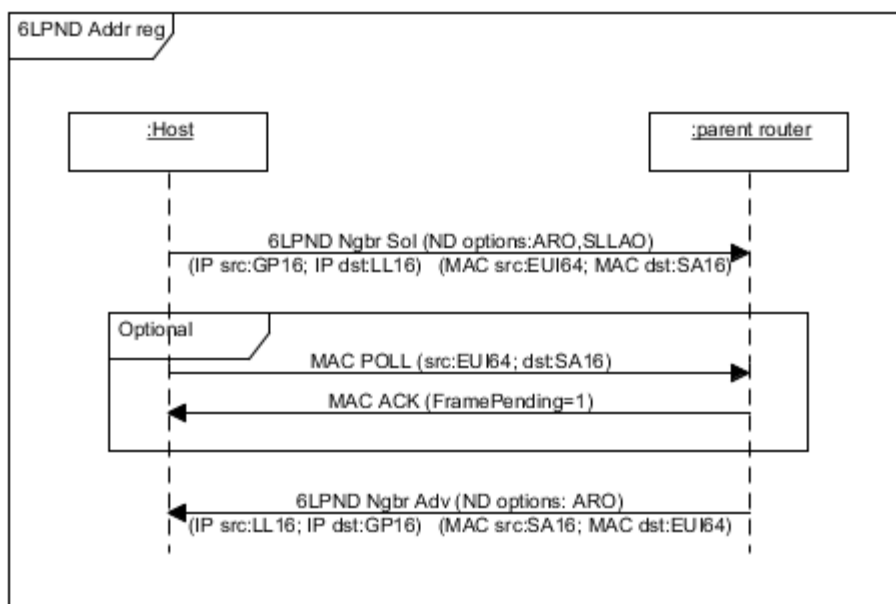 6LPND Addr reg
:Host
:parent router
6LPND Ngbr Sol (ND options:ARO,SLLAO)
(IP src:GP16; IP dst:LL16) (MAC src:EUI64; MAC dst:SA16)
Optional
MAC POLL (src:EUI64; dst:SA16)
MAC ACK (FramePending=1)
6LPND Ngbr Adv (ND options: ARO)
(IP src:LL16; IP dst:GP16) (MAC src:SA16; MAC dst:EUI64)